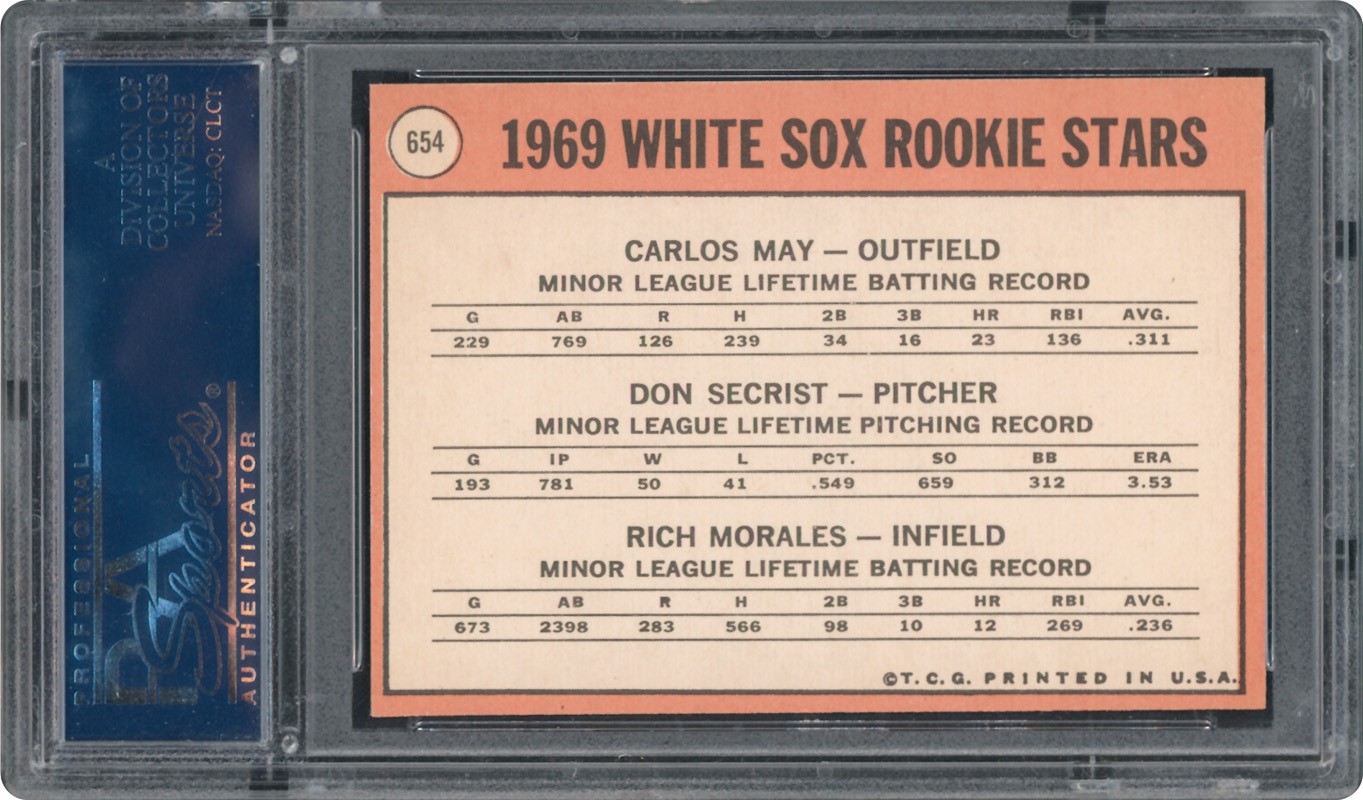 654
1969 WHITE SOX ROOKIE STARS
CARLOS MAY — OUTFIELD
MINOR LEAGUE LIFETIME BATTING RECORD
G AB R H 2B 3B HR RBI AVG.
229 769 126 239 34 16 23 136 .311
DON SECRIST — PITCHER
MINOR LEAGUE LIFETIME PITCHING RECORD
G IP W L PCT. SO BB ERA
193 781 50 41 .549 659 312 3.53
RICH MORALES — INFIELD
MINOR LEAGUE LIFETIME BATTING RECORD
G AB R H 2B 3B HR RBI AVG.
673 2398 283 566 98 10 12 269 .236
©T.C.G. PRINTED IN U.S.A.
A
DIVISION OF
COLLECTORS
UNIVERSE
NASDAQ: CLCT
PROFESSIONAL
PSA
Sports®
AUTHENTICATOR